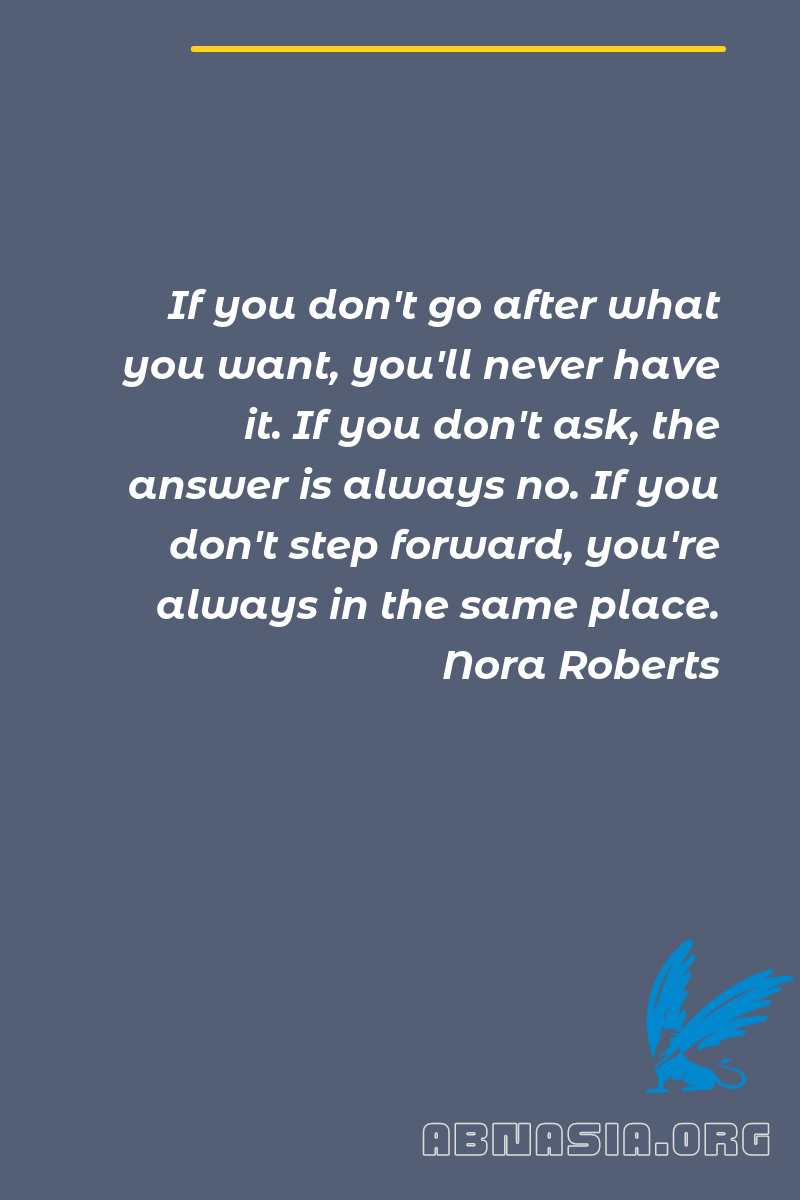 If you don't go after what
you want, you'll never have
it. If you don't ask, the
answer is always no. If you
don't step forward, you're
always in the same place.
Nora Roberts
ABNASIA.ORG